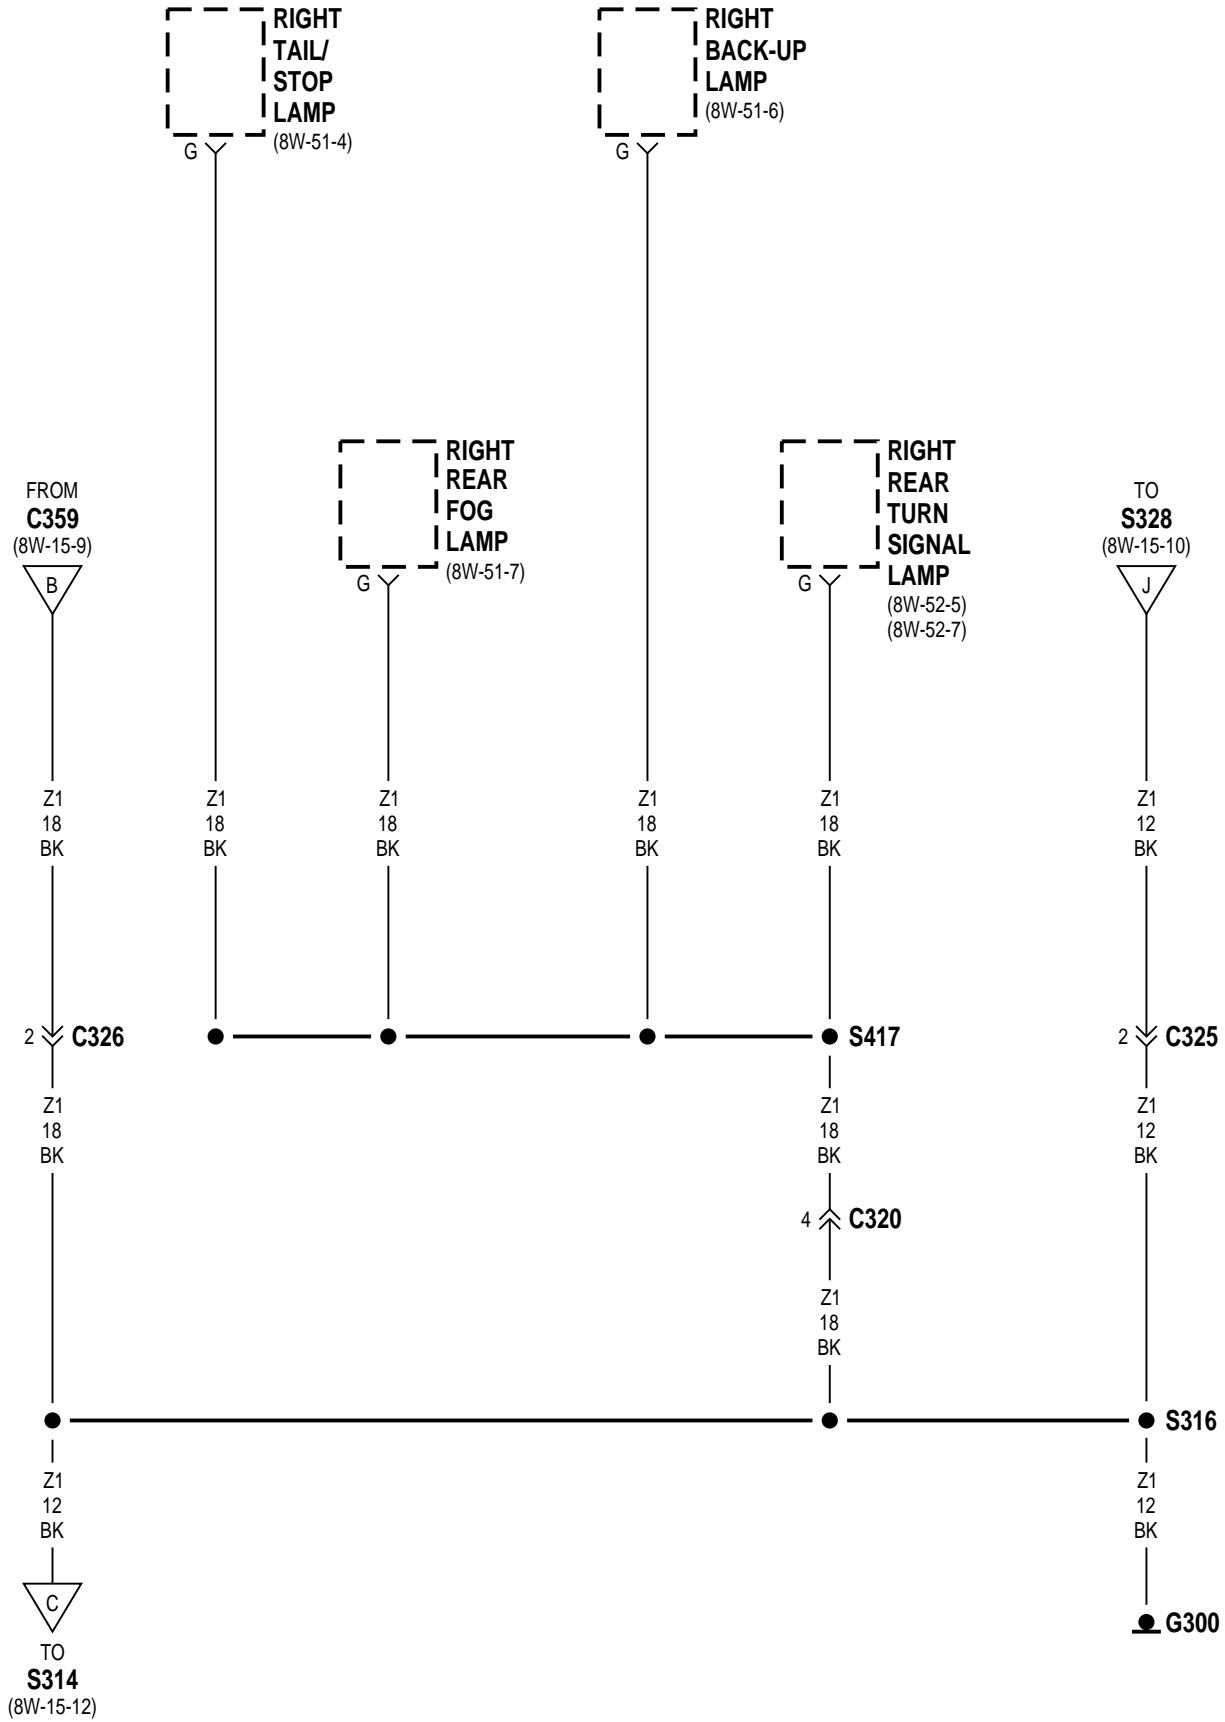 RIGHT
TAIL/
STOP
LAMP
(8W-51-4)
G
RIGHT
BACK-UP
LAMP
(8W-51-6)
G
FROM
C359
(8W-15-9)
B
RIGHT
REAR
FOG
LAMP
(8W-51-7)
G
RIGHT
REAR
TURN
SIGNAL
LAMP
(8W-52-5)
(8W-52-7)
G
TO
S328
(8W-15-10)
J
Z1
18
BK
Z1
18
BK
Z1
18
BK
Z1
18
BK
Z1
18
BK
Z1
12
BK
2
C326
S417
2
C325
Z1
18
BK
Z1
18
BK
Z1
12
BK
4
C320
Z1
18
BK
S316
Z1
12
BK
Z1
12
BK
C
TO
S314
(8W-15-12)
G300